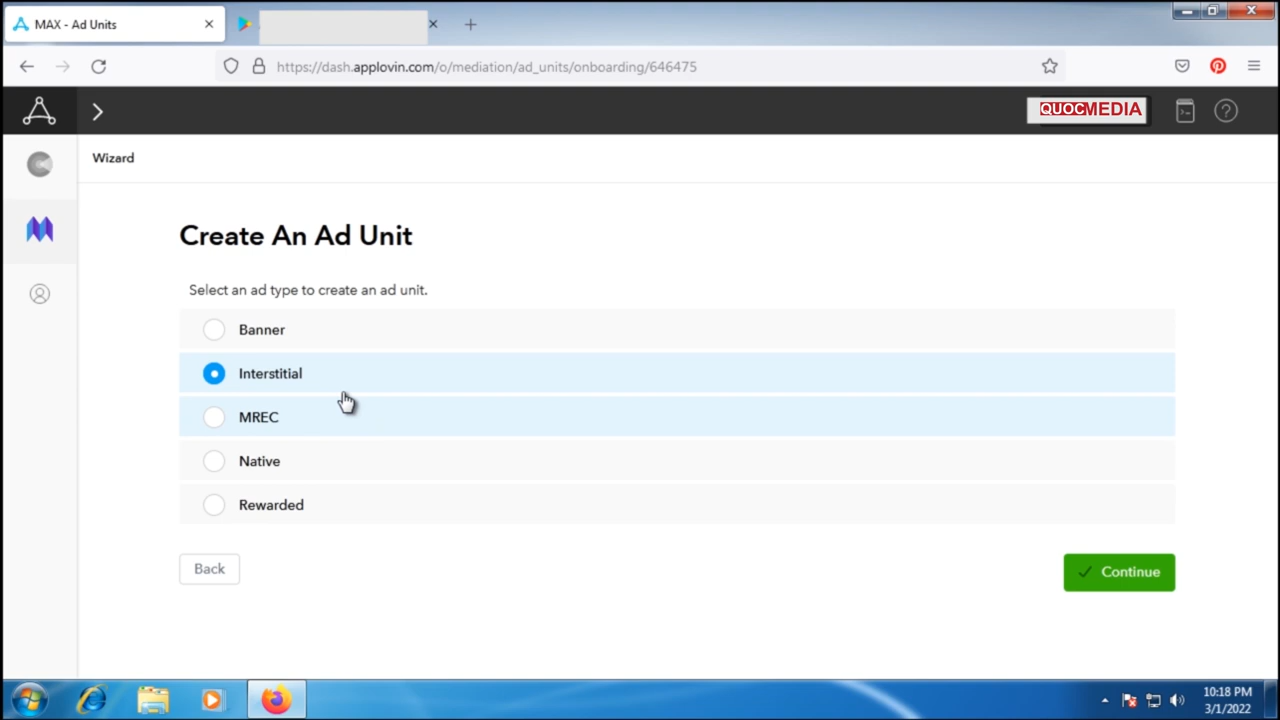 MAX - Ad Units
https://dash.applovin.com/o/mediation/ad_units/onboarding/646475
QUOCMEDIA
Wizard
Create An Ad Unit
Select an ad type to create an ad unit.
Banner
Interstitial
MREC
Native
Rewarded
Back
Continue
10:18 PM
3/1/2022